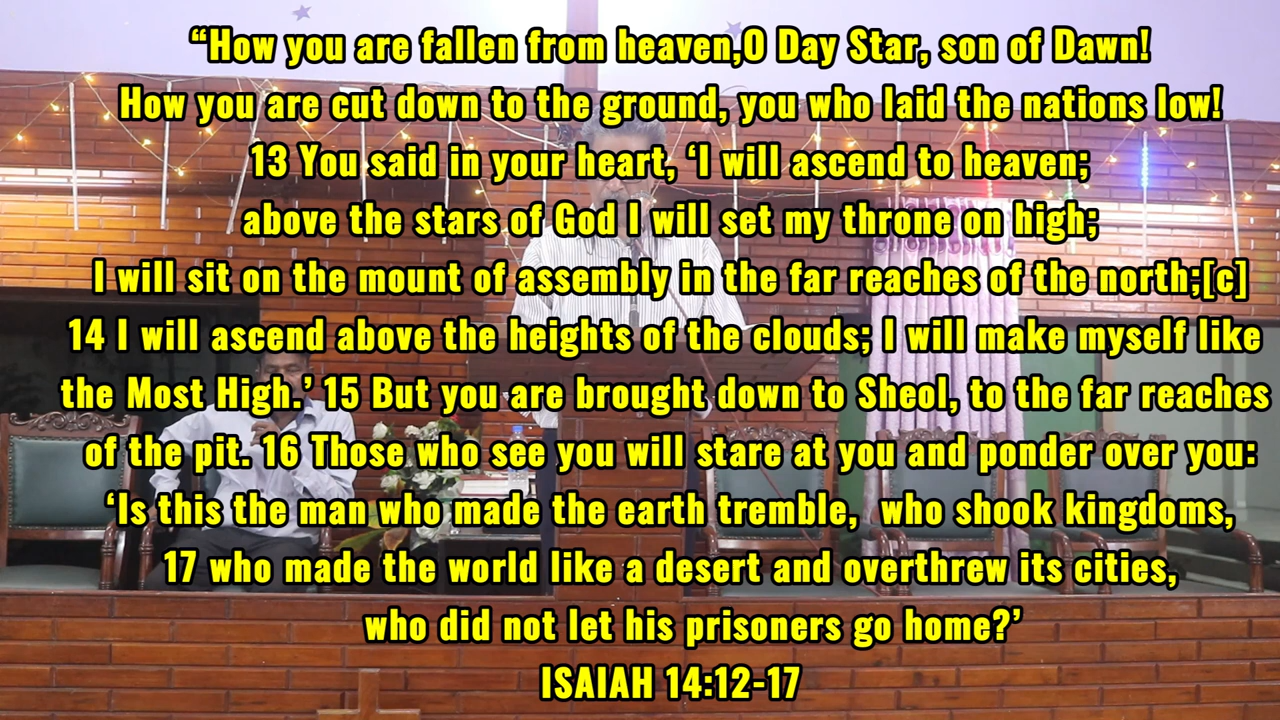 “How you are fallen from heaven,O Day Star, son of Dawn!
How you are cut down to the ground, you who laid the nations low!
13 You said in your heart, ‘I will ascend to heaven;
above the stars of God I will set my throne on high;
I will sit on the mount of assembly in the far reaches of the north;[c]
14 I will ascend above the heights of the clouds; I will make myself like
the Most High.’ 15 But you are brought down to Sheol, to the far reaches
of the pit. 16 Those who see you will stare at you and ponder over you:
‘Is this the man who made the earth tremble,  who shook kingdoms,
17 who made the world like a desert and overthrew its cities,
who did not let his prisoners go home?’
ISAIAH 14:12-17